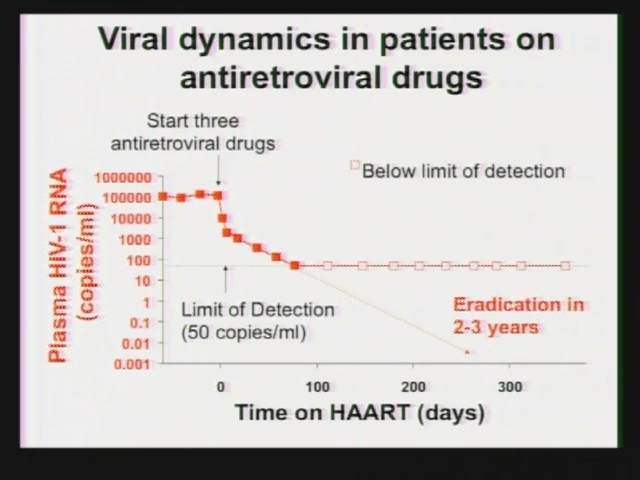 Viral dynamics in patients on
antiretroviral drugs
Start three
antiretroviral drugs
Below limit of detection
Plasma HIV-1 RNA
(copies/ml)
1000000
100000
10000
1000
100
10
1
0.1
0.01
0.001
Limit of Detection
(50 copies/ml)
Eradication in
2-3 years
0 100 200 300
Time on HAART (days)